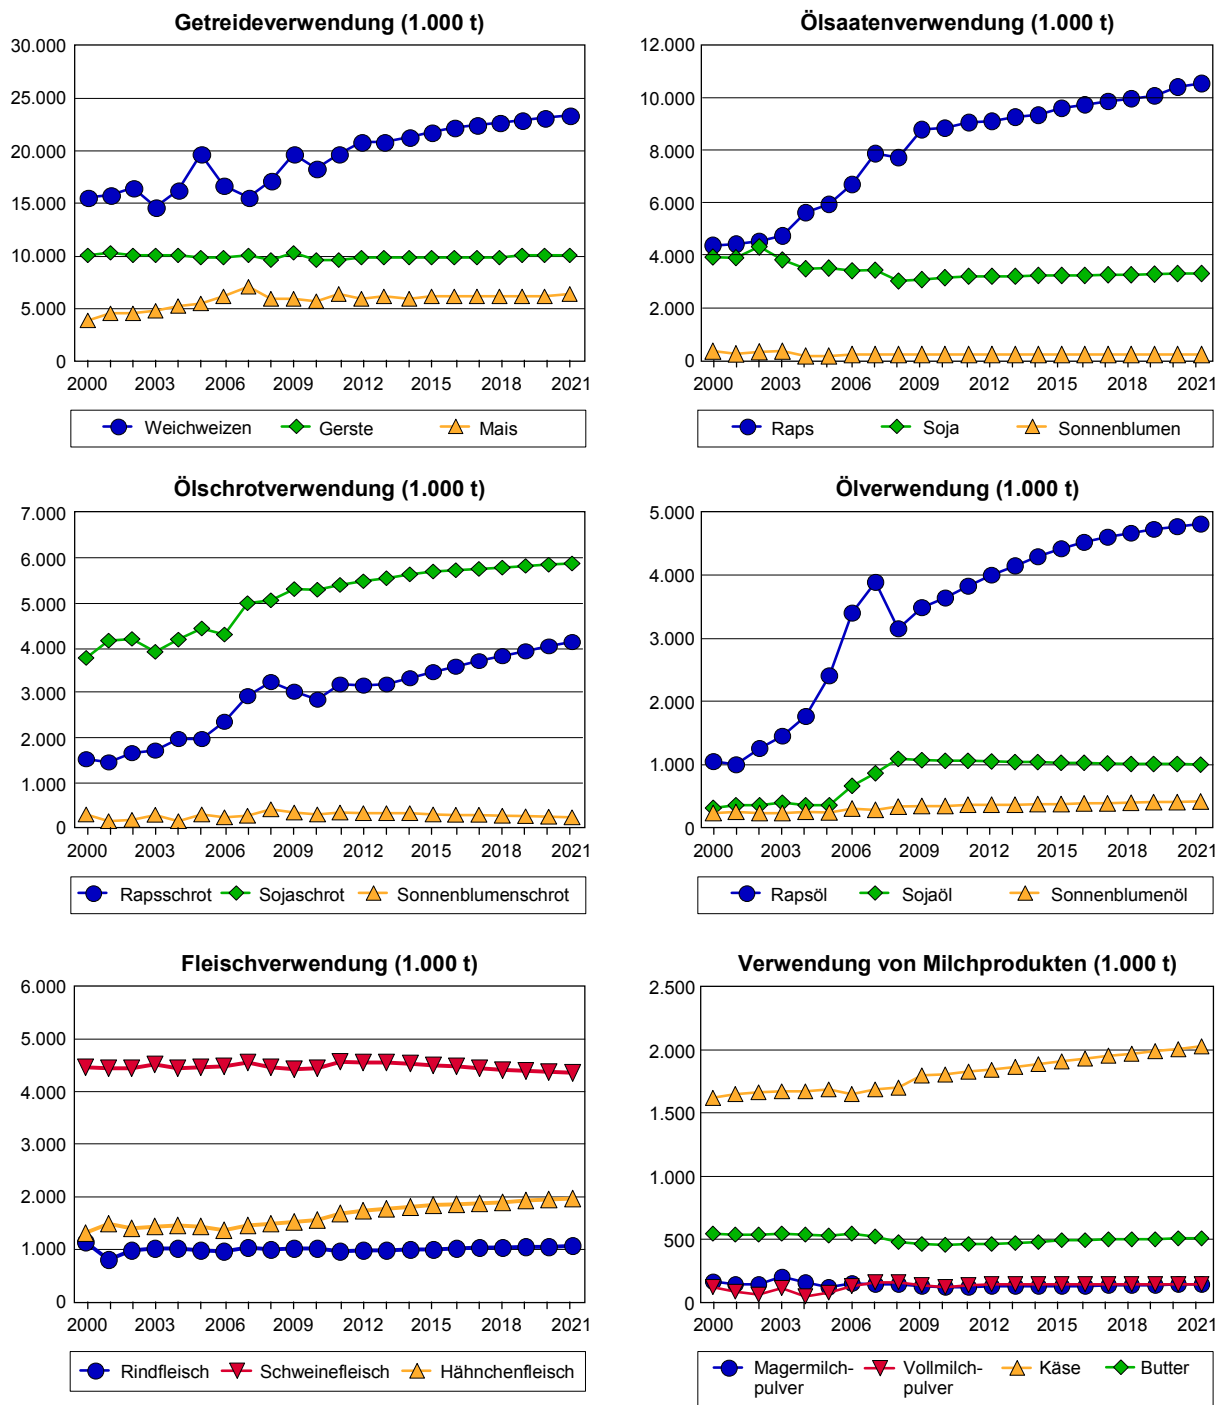 Getreideverwendung (1.000 t)
30.000
25.000
20.000
15.000
10.000
5.000
0
2000 2003 2006 2009 2012 2015 2018 2021
Weichweizen Gerste Mais
Ölsaatenverwendung (1.000 t)
12.000
10.000
8.000
6.000
4.000
2.000
0
2000 2003 2006 2009 2012 2015 2018 2021
Raps Soja Sonnenblumen
Ölschrotverwendung (1.000 t)
7.000
6.000
5.000
4.000
3.000
2.000
1.000
0
2000 2003 2006 2009 2012 2015 2018 2021
Rapsschrot Sojaschrot Sonnenblumenschrot
Ölverwendung (1.000 t)
5.000
4.000
3.000
2.000
1.000
0
2000 2003 2006 2009 2012 2015 2018 2021
Rapsöl Sojaöl Sonnenblumenöl
Fleischverwendung (1.000 t)
6.000
5.000
4.000
3.000
2.000
1.000
0
2000 2003 2006 2009 2012 2015 2018 2021
Rindfleisch Schweinefleisch Hähnchenfleisch
Verwendung von Milchprodukten (1.000 t)
2.500
2.000
1.500
1.000
500
0
2000 2003 2006 2009 2012 2015 2018 2021
Magermilch- Vollmilch- Käse Butter
pulver pulver